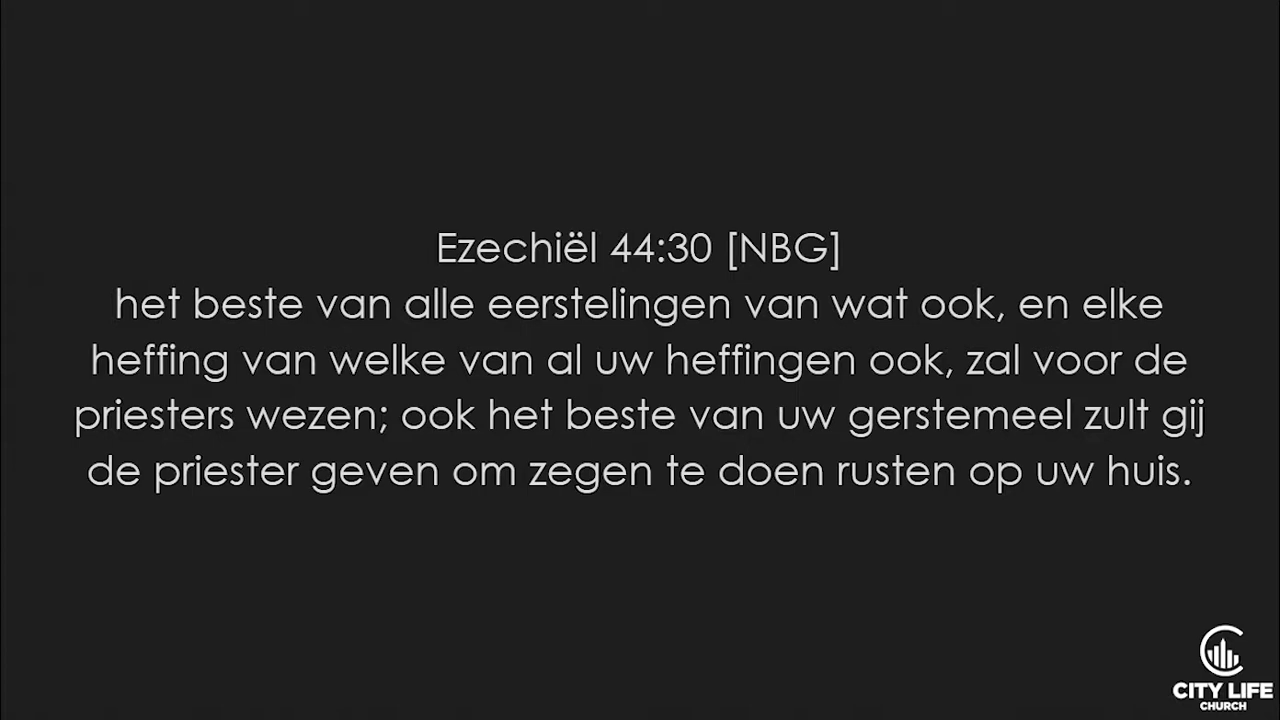 Ezechiël 44:30 [NBG]
het beste van alle eerstelingen van wat ook, en elke
heffing van welke van al uw heffingen ook, zal voor de
priesters wezen; ook het beste van uw gerstemeel zult gij
de priester geven om zegen te doen rusten op uw huis.
CITY LIFE
CHURCH